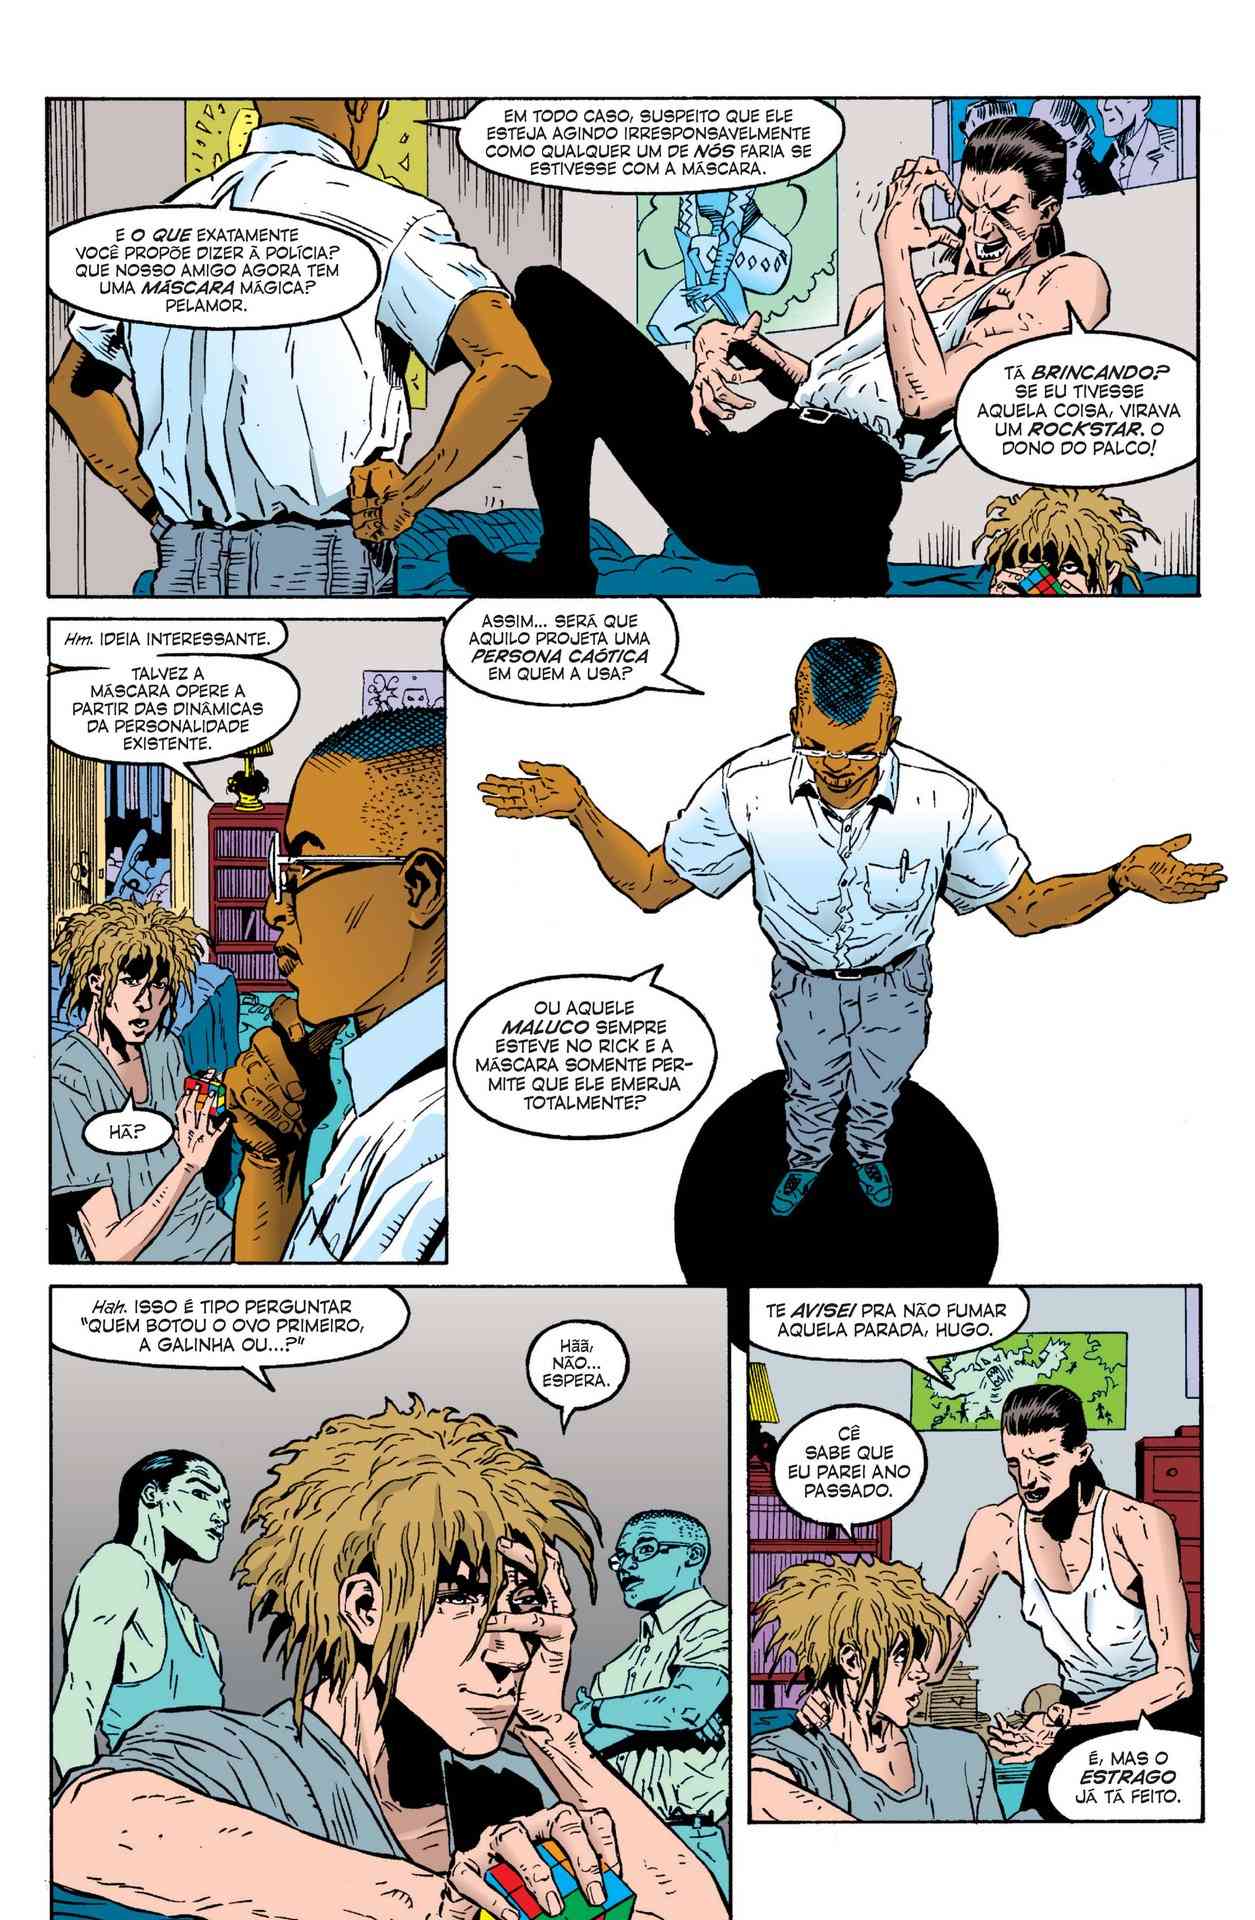 E O QUE EXATAMENTE
VOCÊ PROPÕE DIZER À POLÍCIA?
QUE NOSSO AMIGO AGORA TEM
UMA MÁSCARA MÁGICA?
PELAMOR.
EM TODO CASO, SUSPEITO QUE ELE
ESTEJA AGINDO IRRESPONSAVELMENTE
COMO QUALQUER UM DE NÓS FARIA SE
ESTIVESSE COM A MÁSCARA.
TÁ BRINCANDO?
SE EU TIVESSE
AQUELA COISA, VIRAVA
UM ROCKSTAR. O
DONO DO PALCO!
Hm. IDEIA INTERESSANTE.
TALVEZ A
MÁSCARA OPERE A
PARTIR DAS DINÂMICAS
DA PERSONALIDADE
EXISTENTE.
HÃ?
ASSIM... SERÁ QUE
AQUILO PROJETA UMA
PERSONA CAÓTICA
EM QUEM A USA?
OU AQUELE
MALUCO SEMPRE
ESTEVE NO RICK E A
MÁSCARA SOMENTE PER-
MITE QUE ELE EMERJA
TOTALMENTE?
Hah. ISSO É TIPO PERGUNTAR
"QUEM BOTOU O OVO PRIMEIRO,
A GALINHA OU...?"
HÃÃ,
NÃO...
ESPERA.
TE AVISEI PRA NÃO FUMAR
AQUELA PARADA, HUGO.
CÊ
SABE QUE
EU PAREI ANO
PASSADO.
É, MAS O
ESTRAGO
JÁ TÁ FEITO.